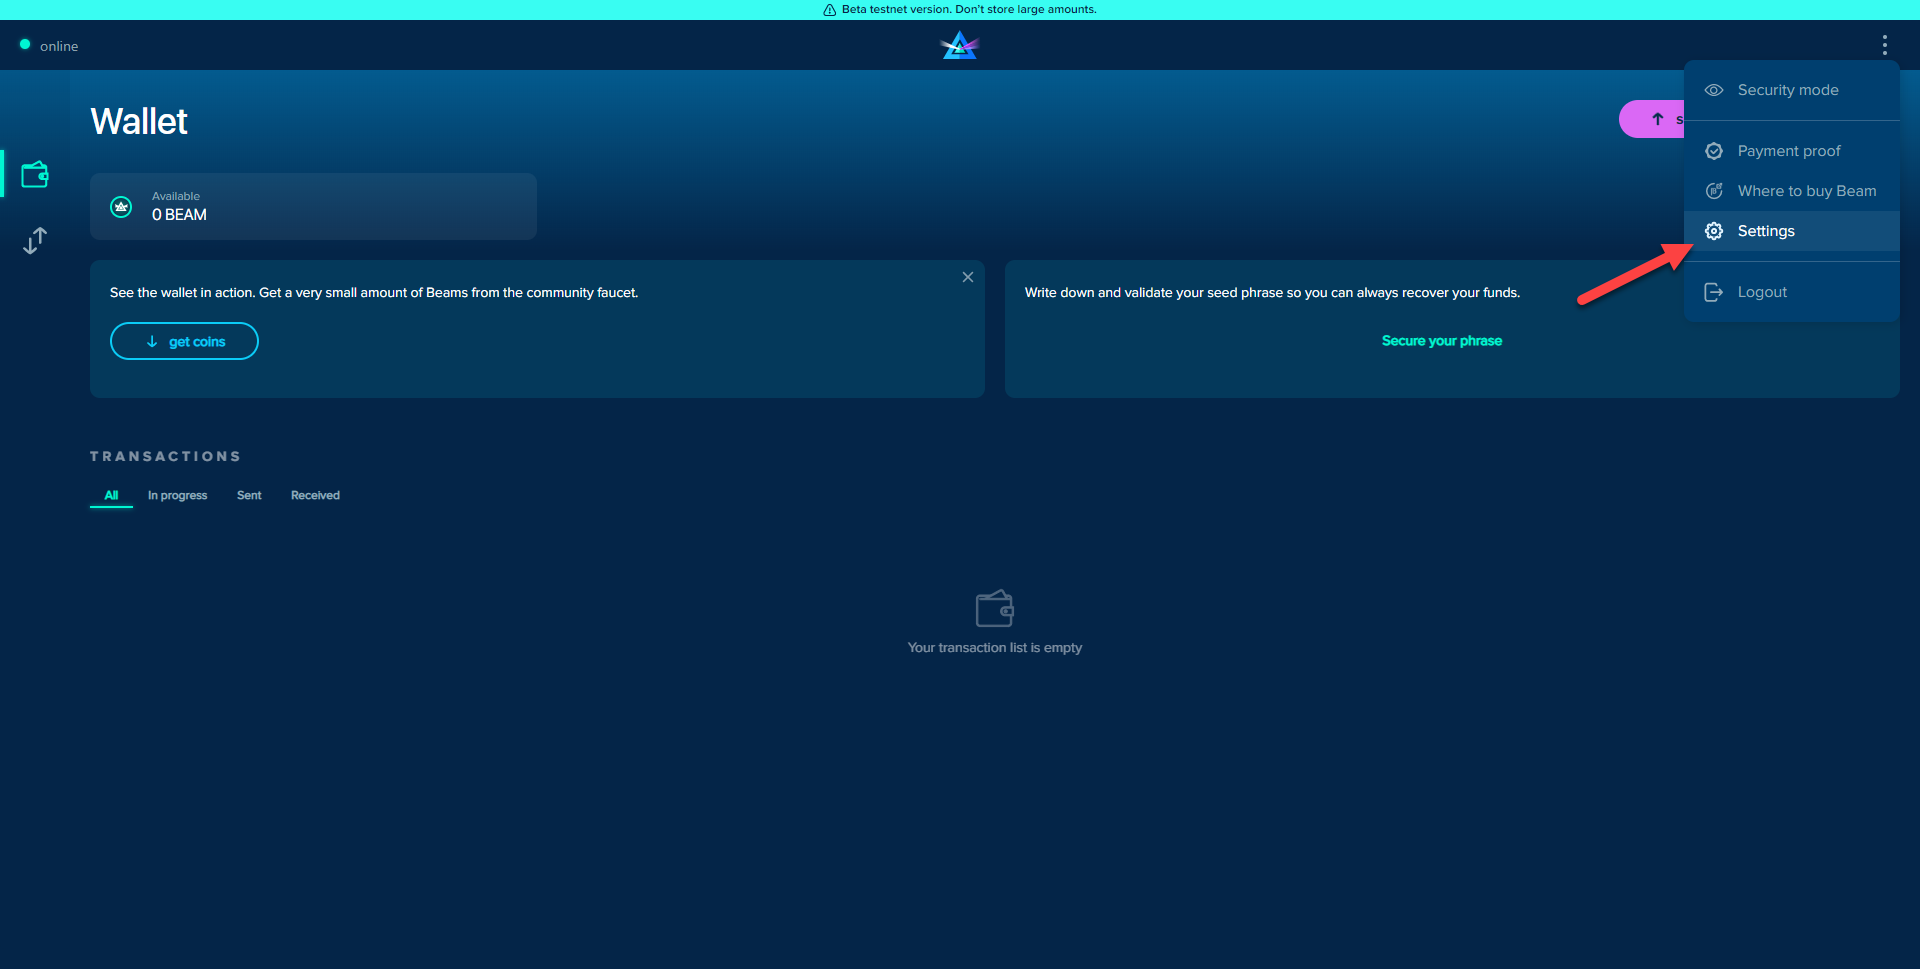 Beta testnet version. Don't store large amounts.
online
Security mode
Wallet
Payment proof
Where to buy Beam
Available
0 BEAM
Settings
See the wallet in action. Get a very small amount of Beams from the community faucet.
Write down and validate your seed phrase so you can always recover your funds.
Logout
get coins
Secure your phrase
TRANSACTIONS
All In progress Sent Received
Your transaction list is empty